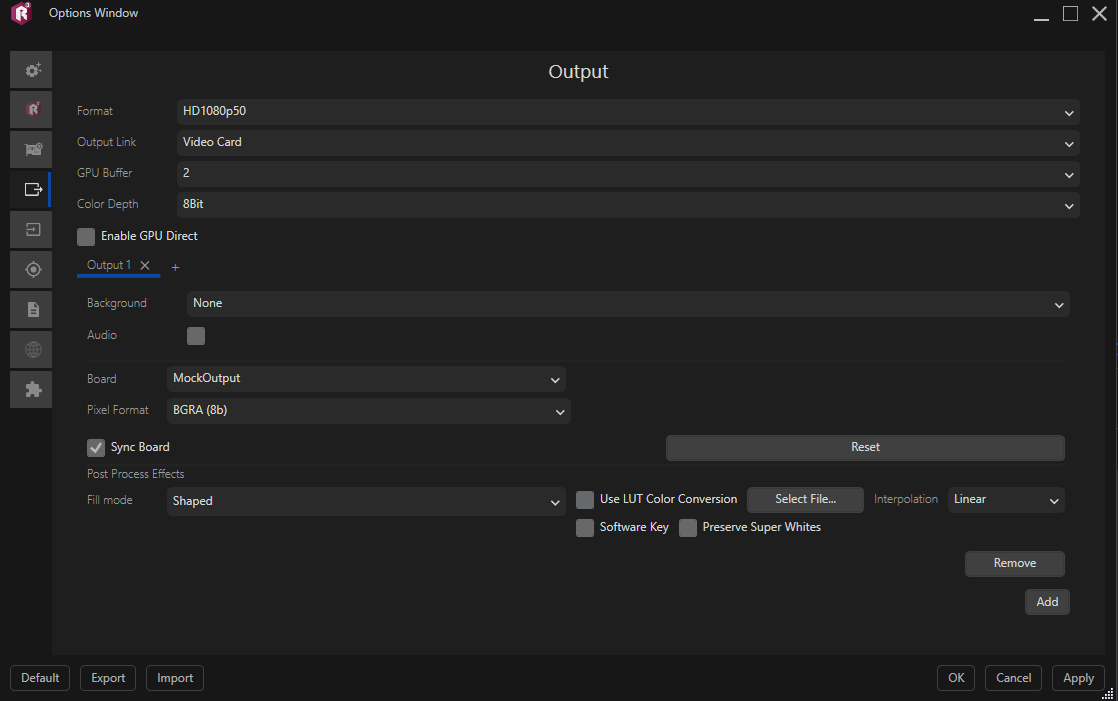 Options Window
Output
Format HD1080p50
Output Link Video Card
GPU Buffer 2
Color Depth 8Bit
Enable GPU Direct
Output 1 +
Background None
Audio
Board MockOutput
Pixel Format BGRA (8b)
Sync Board Reset
Post Process Effects
Fill mode Shaped Use LUT Color Conversion Select File... Interpolation Linear
Software Key Preserve Super Whites
Remove
Add
Default Export Import OK Cancel Apply